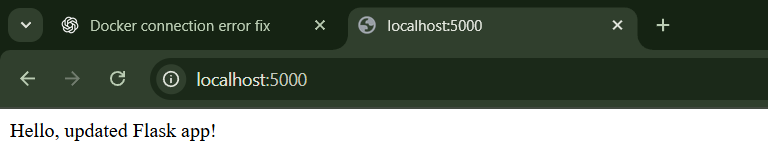 Docker connection error fix
localhost:5000
localhost:5000
Hello, updated Flask app!